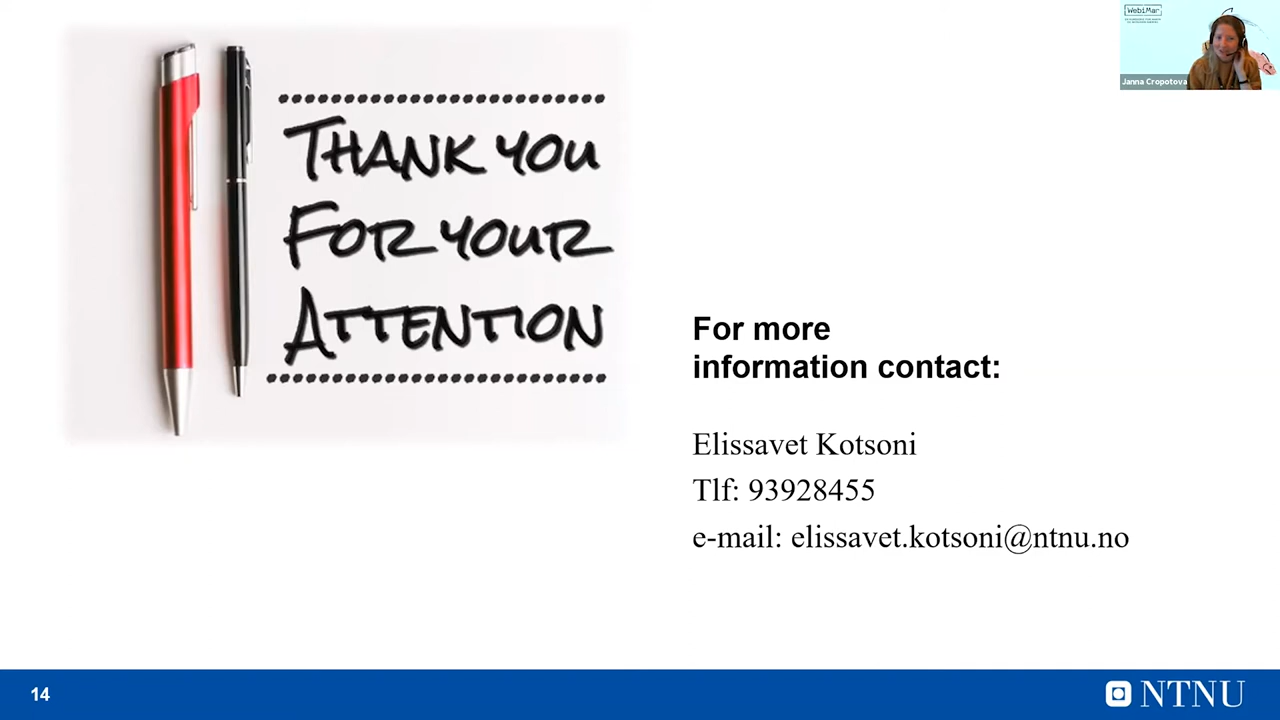 THANK YOU
FOR YOUR
ATTENTION
WebiMar
Janna Cropotova
For more
information contact:
Elissavet Kotsoni
Tlf: 93928455
e-mail: elissavet.kotsoni@ntnu.no
14
NTNU